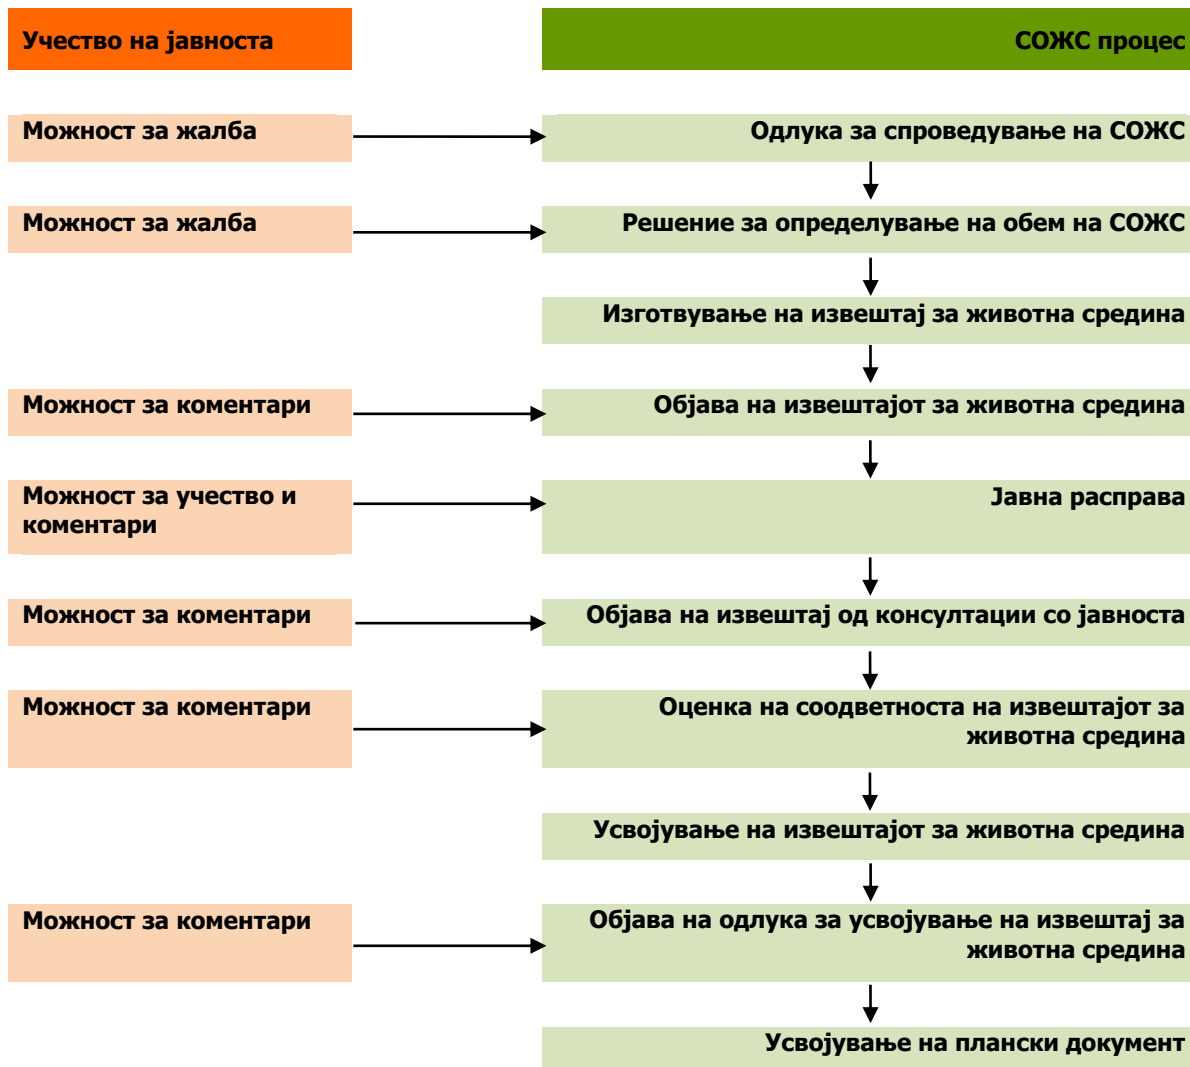 Учество на јавноста
СОЖС процес
Можност за жалба
Одлука за спроведување на СОЖС
Можност за жалба
Решение за определување на обем на СОЖС
Изготвување на извештај за животна средина
Можност за коментари
Објава на извештајот за животна средина
Можност за учество и
коментари
Јавна расправа
Можност за коментари
Објава на извештај од консултации со јавноста
Можност за коментари
Оценка на соодветноста на извештајот за
животна средина
Усвојување на извештајот за животна средина
Можност за коментари
Објава на одлука за усвојување на извештај за
животна средина
Усвојување на плански документ